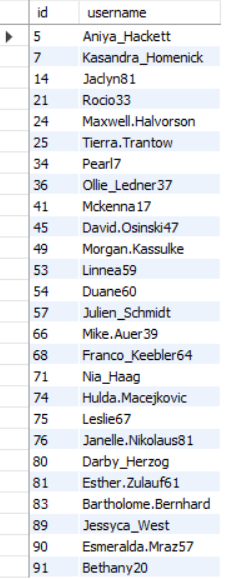 id username
5 Aniya_Hackett
7 Kasandra_Homenick
14 Jaclyn81
21 Rocio33
24 Maxwell.Halvorson
25 Tierra.Trantow
34 Pearl7
36 Ollie_Ledner37
41 Mckenna17
45 David.Osinski47
49 Morgan.Kassulke
53 Linnea59
54 Duane60
57 Julien_Schmidt
66 Mike.Auer39
68 Franco_Keebler64
71 Nia_Haag
74 Hulda.Macejkovic
75 Leslie67
76 Janelle.Nikolaus81
80 Darby_Herzog
81 Esther.Zulauf61
83 Bartholome.Bernhard
89 Jessyca_West
90 Esmeralda.Mraz57
91 Bethany20